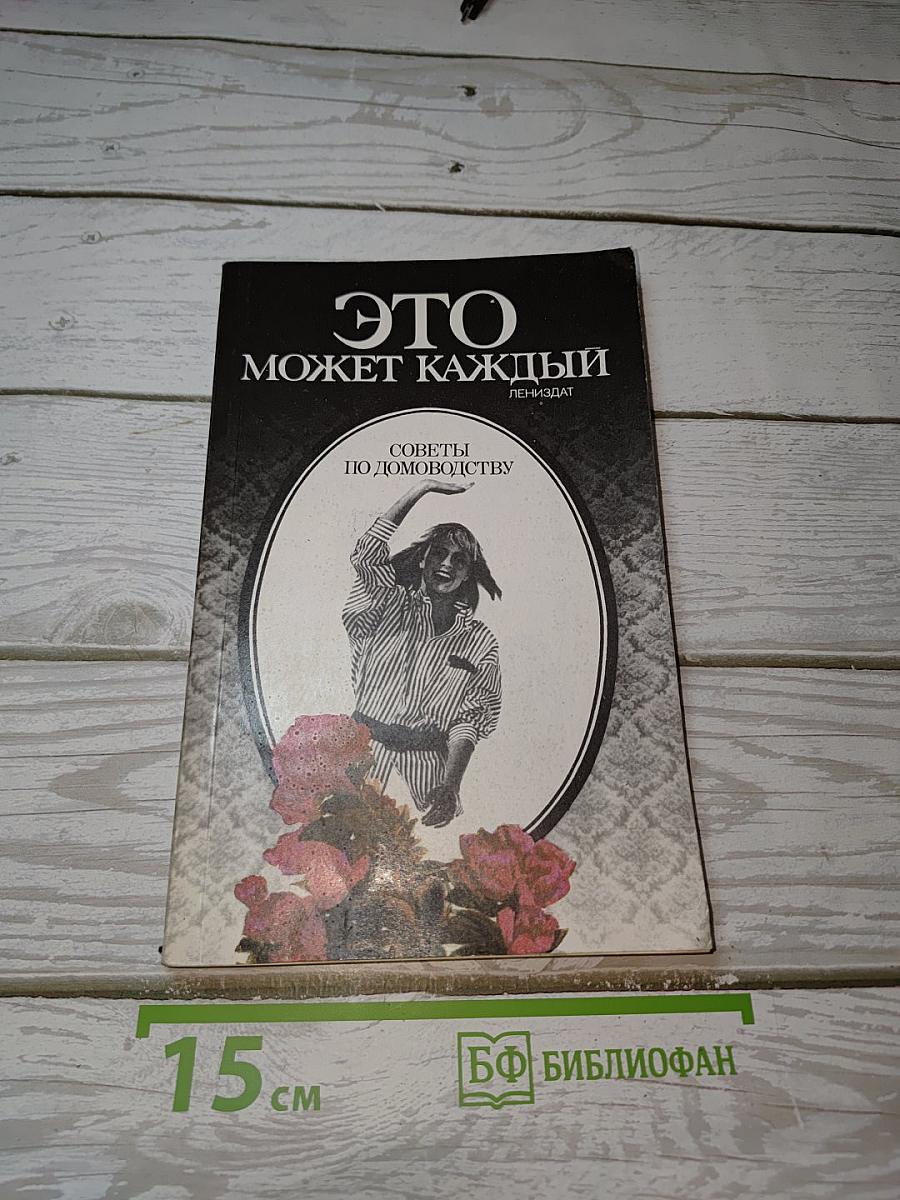 ЭТО
МОЖЕТ КАЖДЫЙ
ЛЕНИЗДАТ
СОВЕТЫ
ПО ДОМОВОДСТВУ
15 см
БФ БИБЛИОФАН